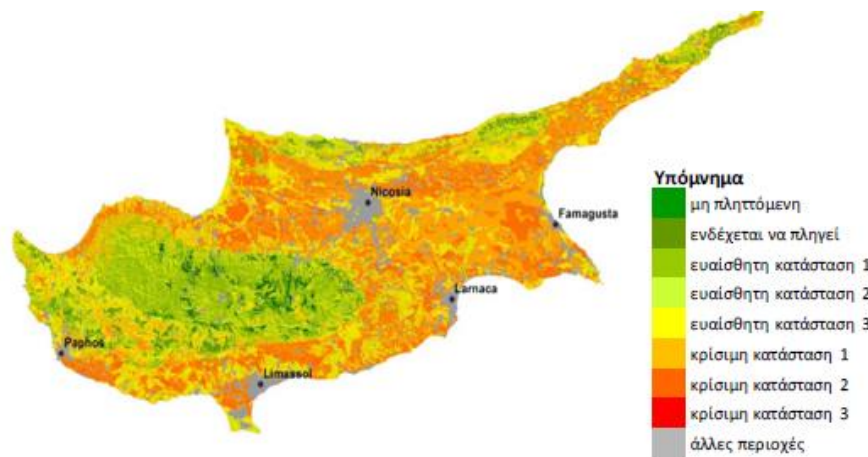 Nicosia
Famagusta
Larnaca
Paphos
Limassol
Υπόμνημα
μη πληττόμενη
ενδέχεται να πληγεί
ευαίσθητη κατάσταση 1
ευαίσθητη κατάσταση 2
ευαίσθητη κατάσταση 3
κρίσιμη κατάσταση 1
κρίσιμη κατάσταση 2
κρίσιμη κατάσταση 3
άλλες περιοχές